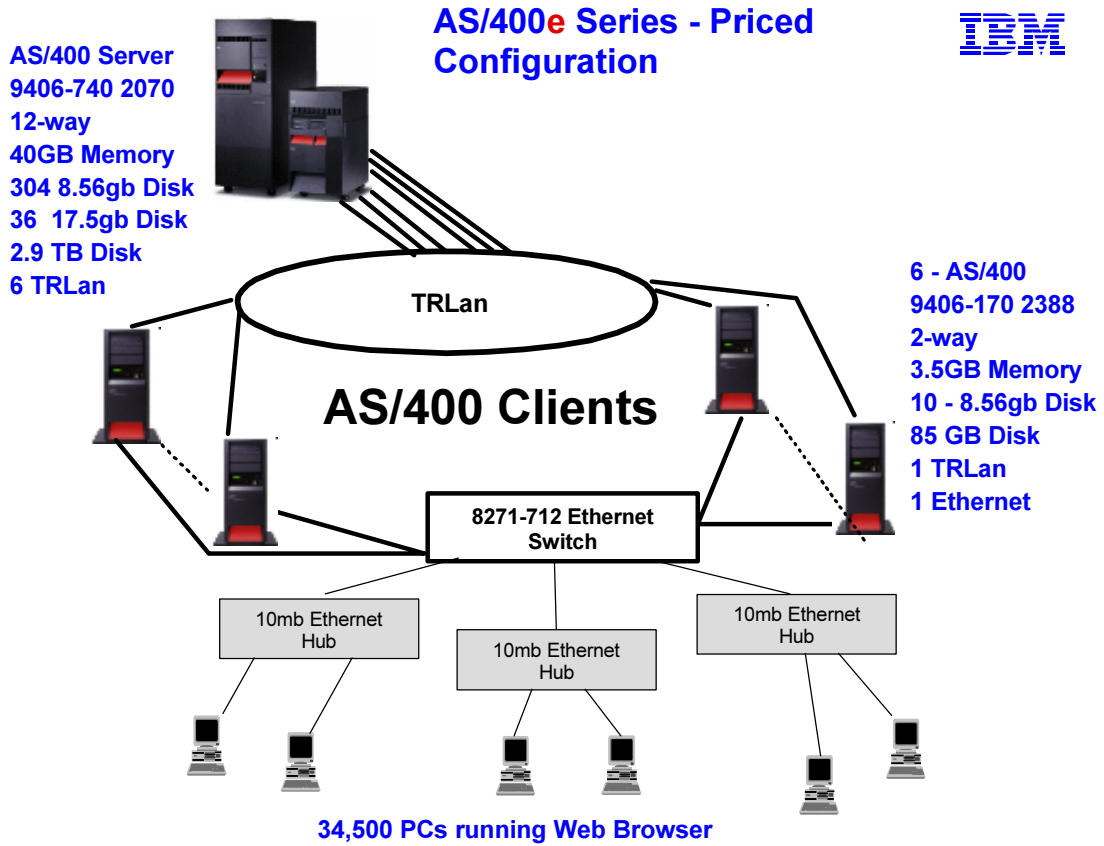 AS/400e Series - Priced
Configuration
IBM
AS/400 Server
9406-740 2070
12-way
40GB Memory
304 8.56gb Disk
36 17.5gb Disk
2.9 TB Disk
6 TRLan
TRLan
6 - AS/400
9406-170 2388
2-way
3.5GB Memory
10 - 8.56gb Disk
85 GB Disk
1 TRLan
1 Ethernet
AS/400 Clients
8271-712 Ethernet
Switch
10mb Ethernet
Hub
10mb Ethernet
Hub
10mb Ethernet
Hub
34,500 PCs running Web Browser